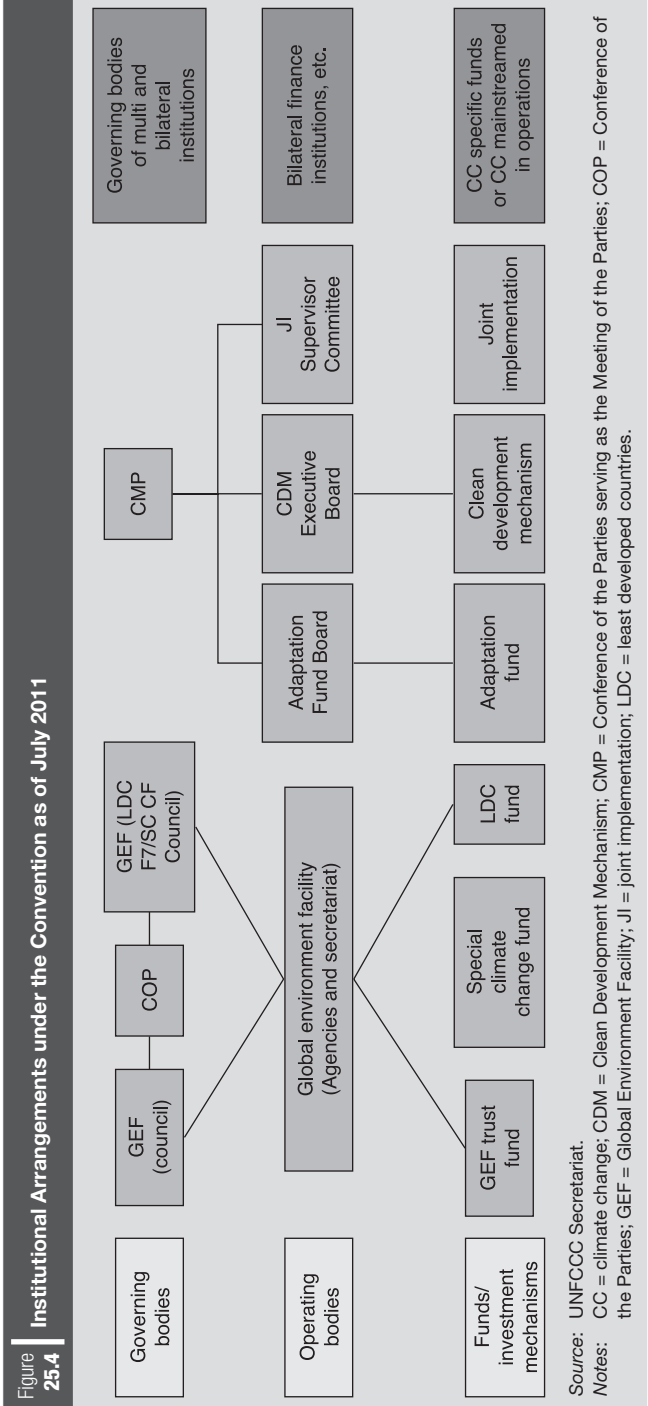 Figure
25.4
Institutional Arrangements under the Convention as of July 2011
Governing
bodies
GEF
(council)
COP
GEF (LDC
F7/SC CF
Council)
CMP
Governing bodies
of multi and
bilateral
institutions
Operating
bodies
Global environment facility
(Agencies and secretariat)
Adaptation
Fund Board
CDM
Executive
Board
JI
Supervisor
Committee
Bilateral finance
institutions, etc.
Funds/
investment
mechanisms
GEF trust
fund
Special
climate
change fund
LDC
fund
Adaptation
fund
Clean
development
mechanism
Joint
implementation
CC specific funds
or CC mainstreamed
in operations
Source: UNFCCC Secretariat.
Notes: CC = climate change; CDM = Clean Development Mechanism; CMP = Conference of the Parties serving as the Meeting of the Parties; COP = Conference of
the Parties; GEF = Global Environment Facility; JI = joint implementation; LDC = least developed countries.